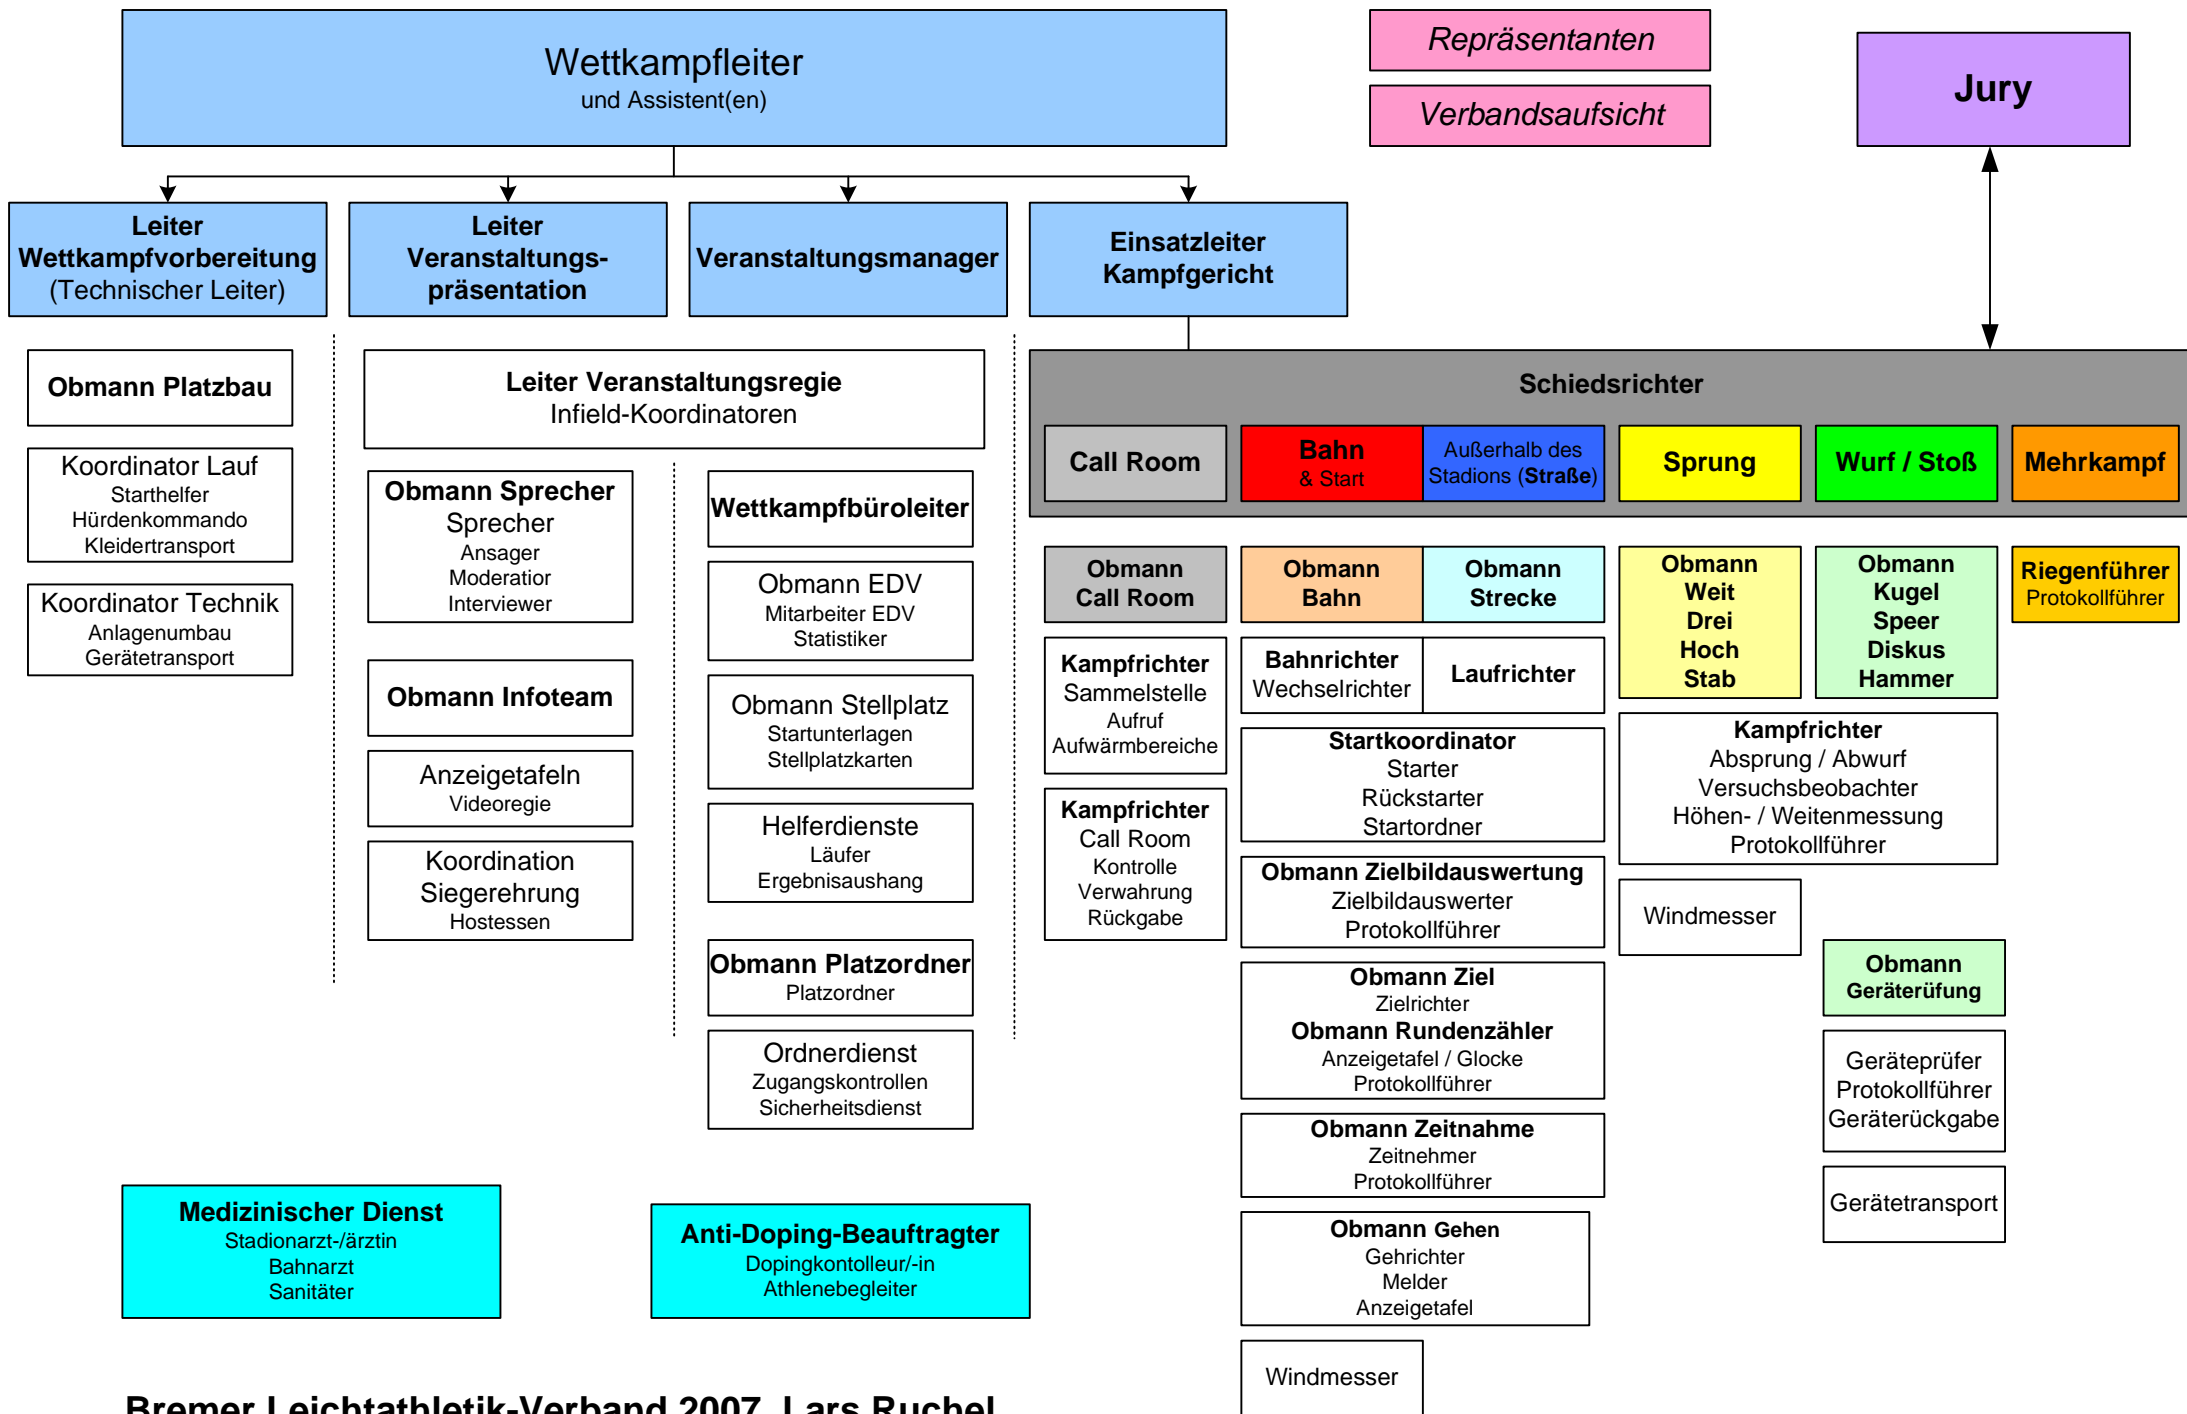 Wettkampfleiter
und Assistent(en)
Repräsentanten
Verbandsaufsicht
Jury
Leiter
Wettkampfvorbereitung
(Technischer Leiter)
Leiter
Veranstaltungs-
präsentation
Veranstaltungsmanager
Einsatzleiter
Kampfgericht
Obmann Platzbau
Koordinator Lauf
Starthelfer
Hürdenkommando
Kleidertransport
Koordinator Technik
Anlagenumbau
Gerätetransport
Leiter Veranstaltungsregie
Infield-Koordinatoren
Obmann Sprecher
Sprecher
Ansager
Moderatior
Interviewer
Obmann Infoteam
Anzeigetafeln
Videoregie
Koordination
Siegerehrung
Hostessen
Wettkampfbüroleiter
Obmann EDV
Mitarbeiter EDV
Statistiker
Obmann Stellplatz
Startunterlagen
Stellplatzkarten
Helferdienste
Läufer
Ergebnisaushang
Obmann Platzordner
Platzordner
Ordnerdienst
Zugangskontrollen
Sicherheitsdienst
Schiedsrichter
Call Room
Bahn
& Start
Außerhalb des
Stadions (Straße)
Sprung
Wurf / Stoß
Mehrkampf
Obmann
Call Room
Kampfrichter
Sammelstelle
Aufruf
Aufwärmbereiche
Kampfrichter
Call Room
Kontrolle
Verwahrung
Rückgabe
Obmann
Bahn
Obmann
Strecke
Bahnrichter
Wechselrichter
Laufrichter
Startkoordinator
Starter
Rückstarter
Startordner
Obmann Zielbildauswertung
Zielbildauswerter
Protokollführer
Obmann Ziel
Zielrichter
Obmann Rundenzähler
Anzeigetafel / Glocke
Protokollführer
Obmann Zeitnahme
Zeitnehmer
Protokollführer
Obmann Gehen
Gehrichter
Melder
Anzeigetafel
Windmesser
Obmann
Weit
Drei
Hoch
Stab
Obmann
Kugel
Speer
Diskus
Hammer
Riegenführer
Protokollführer
Kampfrichter
Absprung / Abwurf
Versuchsbeobachter
Höhen- / Weitenmessung
Protokollführer
Windmesser
Obmann
Geräterüfung
Geräteprüfer
Protokollführer
Geräterückgabe
Gerätetransport
Medizinischer Dienst
Stadionarzt-/ärztin
Bahnarzt
Sanitäter
Anti-Doping-Beauftragter
Dopingkontolleur/-in
Athlenebegleiter
Bremer Leichtathletik-Verband 2007, Lars Ruchel